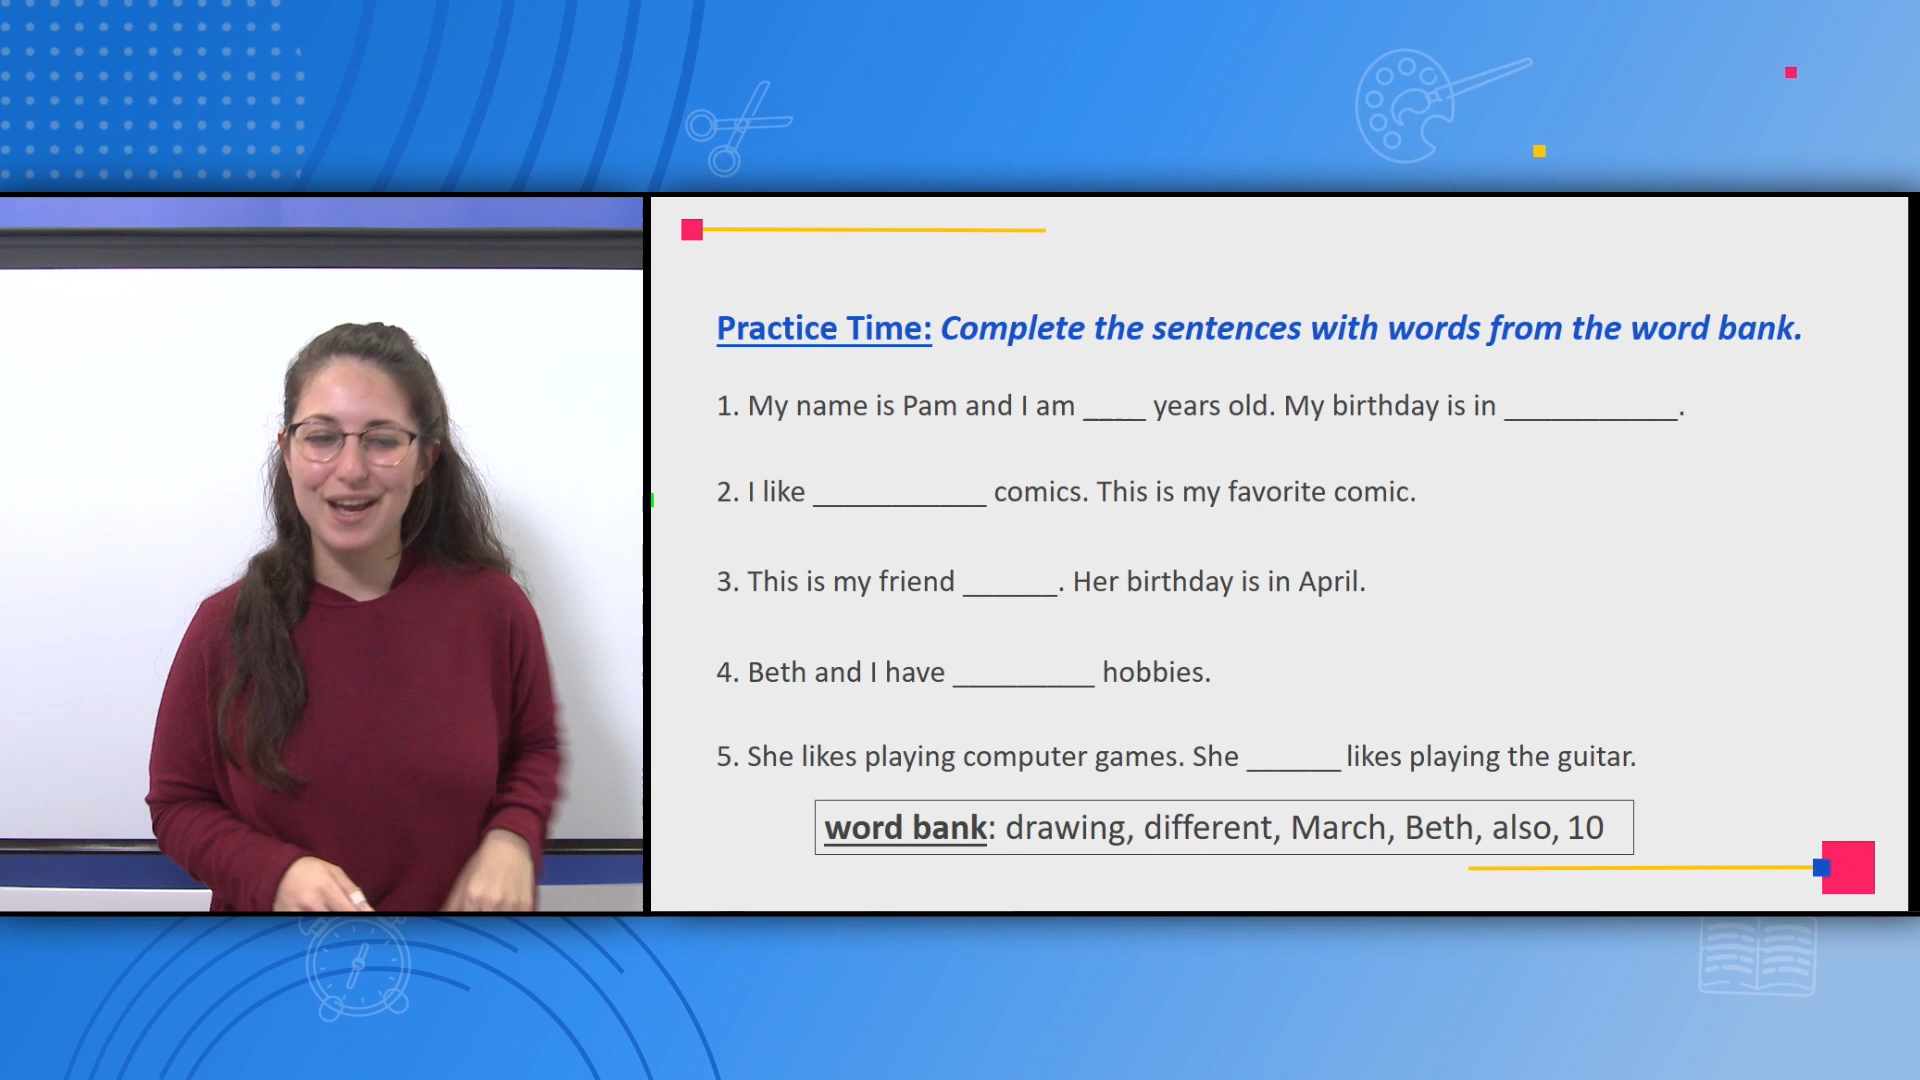 Practice Time: Complete the sentences with words from the word bank.
1. My name is Pam and I am ____ years old. My birthday is in ___________.
2. I like ___________ comics. This is my favorite comic.
3. This is my friend ______. Her birthday is in April.
4. Beth and I have _________ hobbies.
5. She likes playing computer games. She ______ likes playing the guitar.
word bank: drawing, different, March, Beth, also, 10